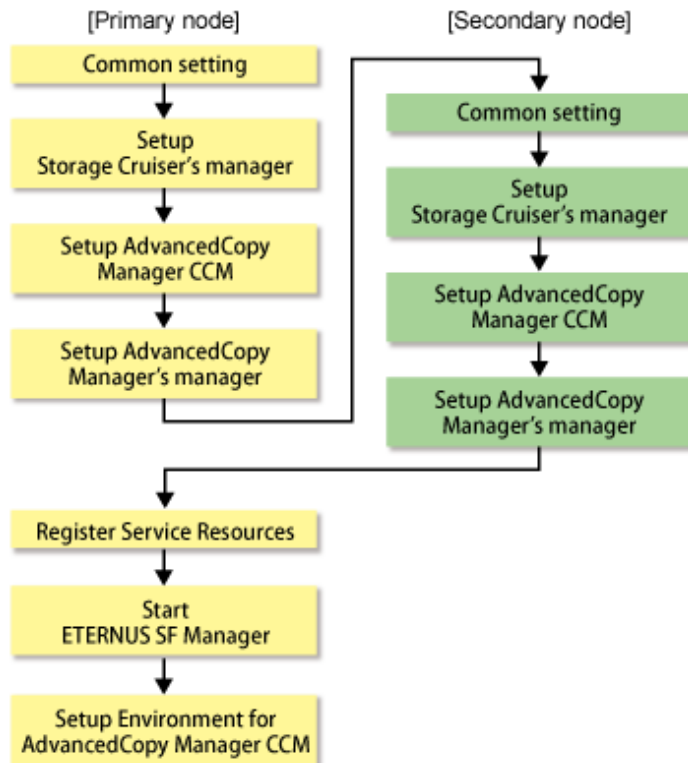 [Primary node]
Common setting
Setup
Storage Cruiser's manager
Setup AdvancedCopy
Manager CCM
Setup AdvancedCopy
Manager's manager
[Secondary node]
Common setting
Setup
Storage Cruiser's manager
Setup AdvancedCopy
Manager CCM
Setup AdvancedCopy
Manager's manager
Register Service Resources
Start
ETERNUS SF Manager
Setup Environment for
AdvancedCopy Manager CCM